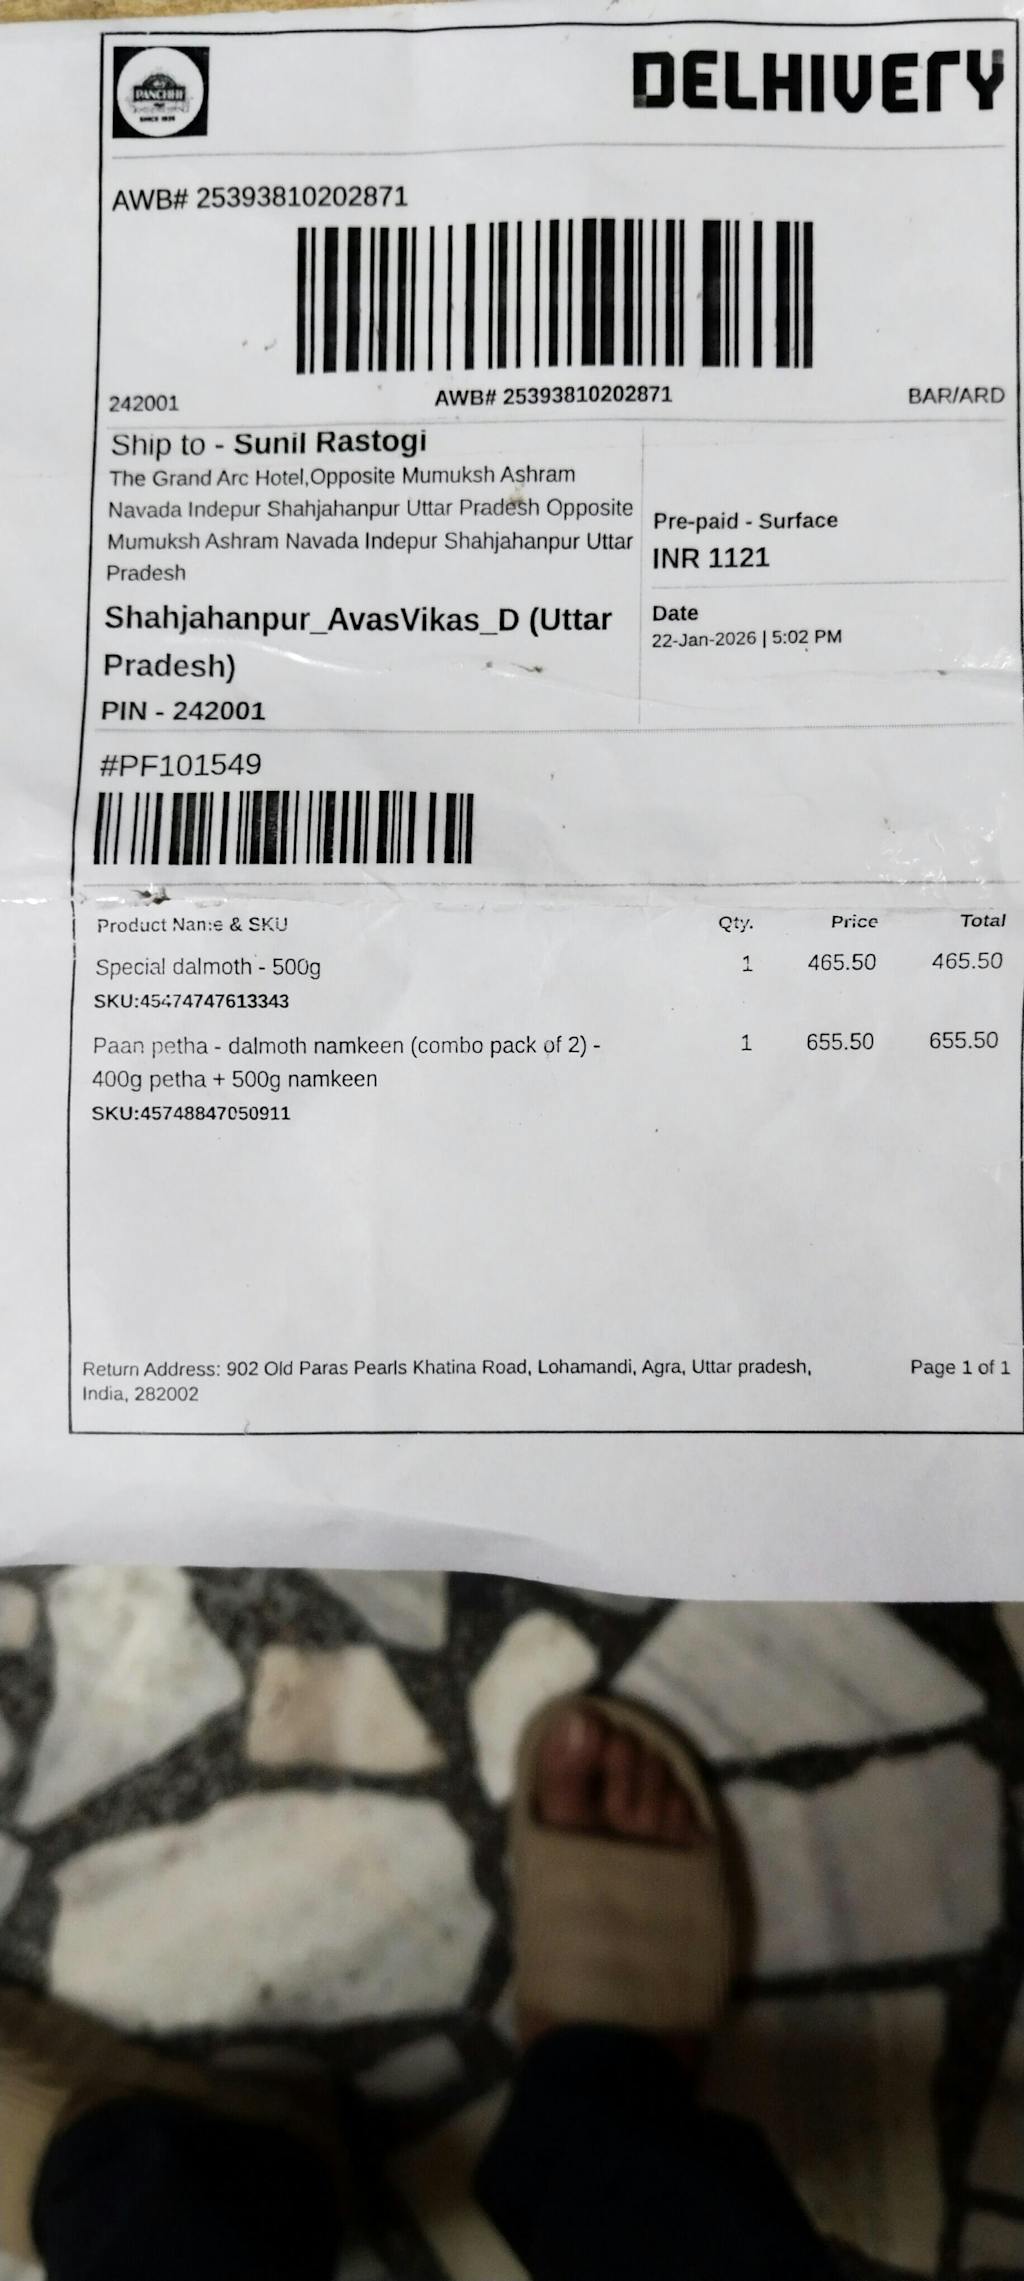 PANCHHI
DELHIVERY
AWB# 25393810202871
AWB# 25393810202871
242001
BAR/ARD
Ship to - Sunil Rastogi
The Grand Arc Hotel,Opposite Mumuksh Ashram
Navada Indepur Shahjahanpur Uttar Pradesh Opposite
Mumuksh Ashram Navada Indepur Shahjahanpur Uttar
Pradesh
Shahjahanpur_AvasVikas_D (Uttar
Pradesh)
PIN - 242001
Pre-paid - Surface
INR 1121
Date
22-Jan-2026 | 5:02 PM
#PF101549
Product Name & SKU Qty. Price Total
Special dalmoth - 500g 1 465.50 465.50
SKU:45474747613343
Paan petha - dalmoth namkeen (combo pack of 2) - 1 655.50 655.50
400g petha + 500g namkeen
SKU:45748847050911
Return Address: 902 Old Paras Pearls Khatina Road, Lohamandi, Agra, Uttar pradesh,
India, 282002
Page 1 of 1